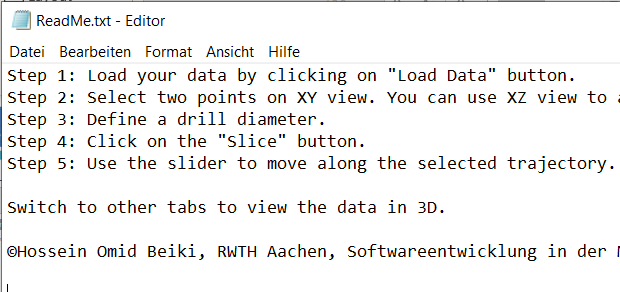 ReadMe.txt - Editor
Datei Bearbeiten Format Ansicht Hilfe
Step 1: Load your data by clicking on "Load Data" button.
Step 2: Select two points on XY view. You can use XZ view to
Step 3: Define a drill diameter.
Step 4: Click on the "Slice" button.
Step 5: Use the slider to move along the selected trajectory.
Switch to other tabs to view the data in 3D.
©Hossein Omid Beiki, RWTH Aachen, Softwareentwicklung in der